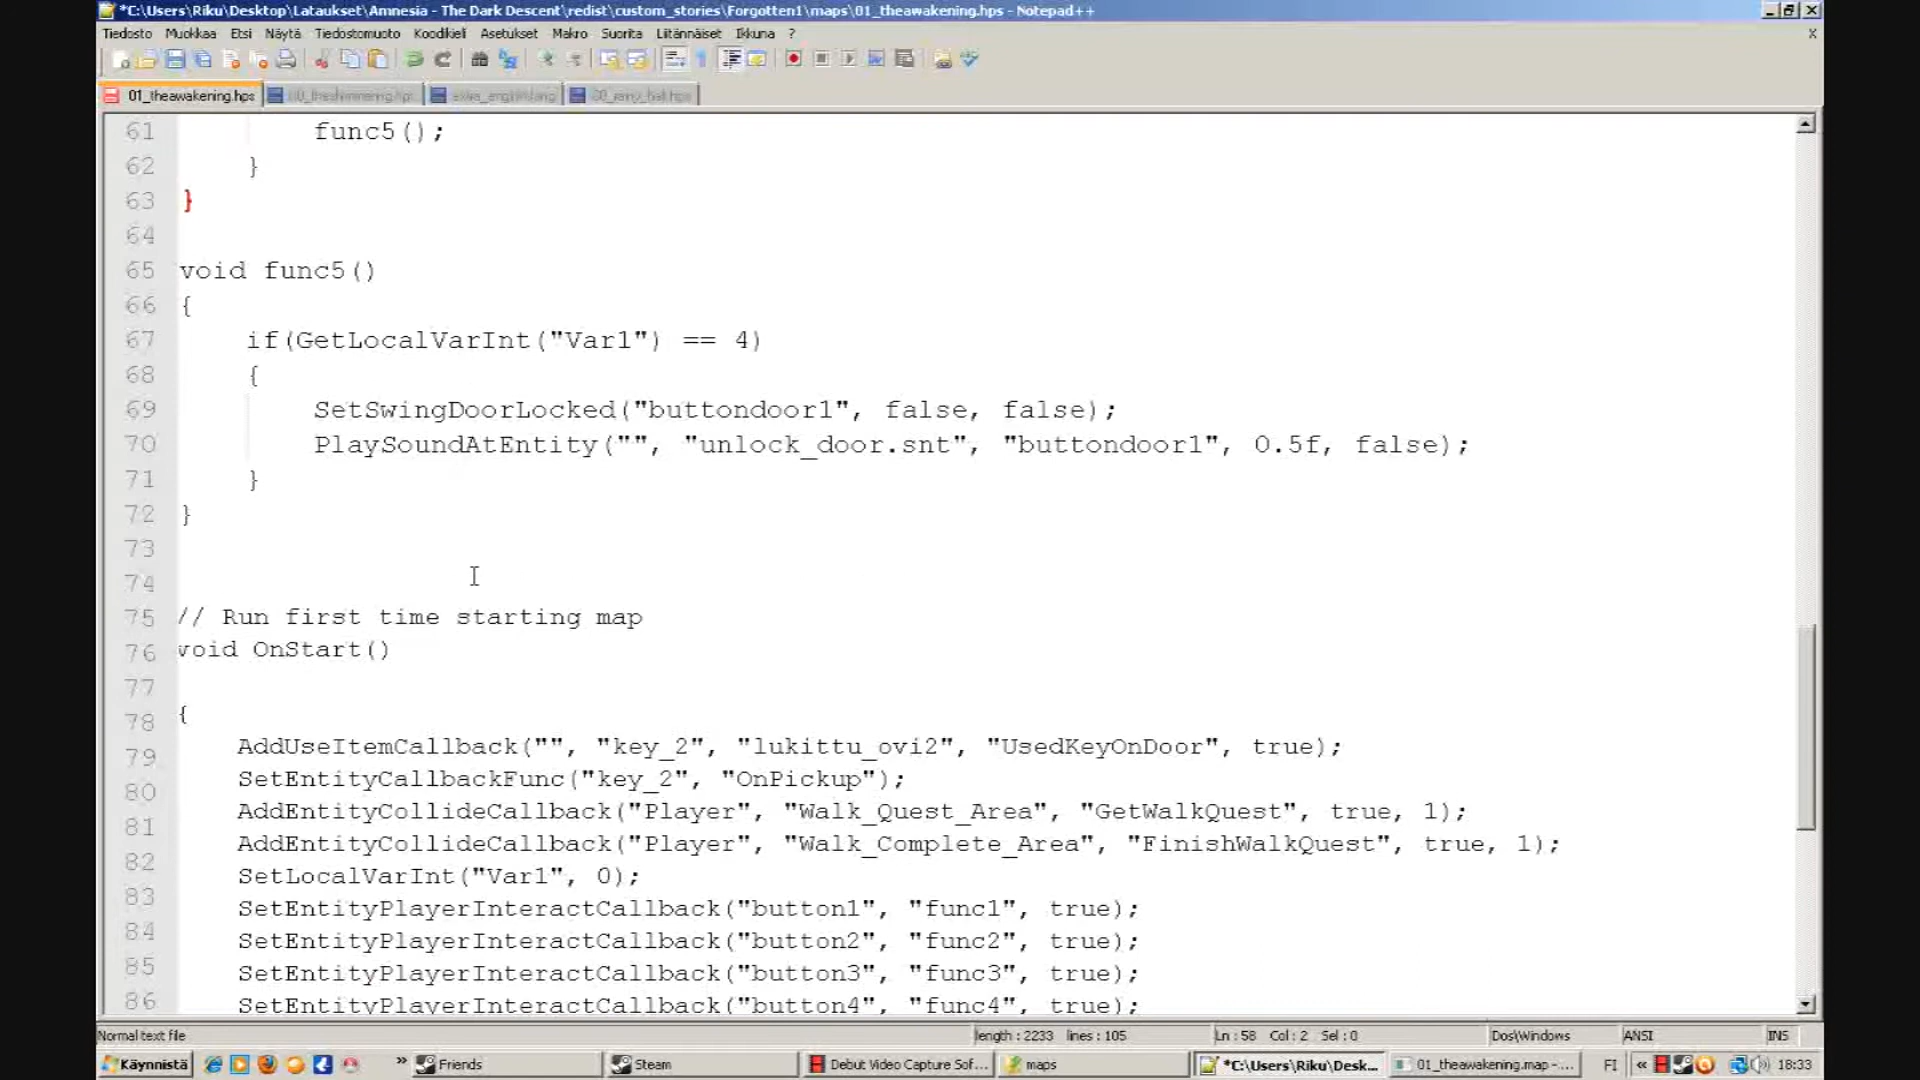 *C:\Users\Riku\Desktop\Lataukset\Amnesia - The Dark Descent\redist\custom_stories\Forgotten1\maps\01_theawakening.hps - Notepad++
Tiedosto Muokkaa Etsi Näytä Tiedostomuoto Koodikieli Asetukset Makro Suorita Liitännäiset Ikkuna ? X
01_theawakening.hps
61 func5();
62 }
63 }
64
65 void func5()
66 {
67 if(GetLocalVarInt("Var1") == 4)
68 {
69 SetSwingDoorLocked("buttondoor1", false, false);
70 PlaySoundAtEntity("", "unlock_door.snt", "buttondoor1", 0.5f, false);
71 }
72 }
73
74
75 // Run first time starting map
76 void OnStart()
77
78 {
79 AddUseItemCallback("", "key_2", "lukittu_ovi2", "UsedKeyOnDoor", true);
80 SetEntityCallbackFunc("key_2", "OnPickup");
81 AddEntityCollideCallback("Player", "Walk_Quest_Area", "GetWalkQuest", true, 1);
82 AddEntityCollideCallback("Player", "Walk_Complete_Area", "FinishWalkQuest", true, 1);
83 SetLocalVarInt("Var1", 0);
84 SetEntityPlayerInteractCallback("button1", "func1", true);
85 SetEntityPlayerInteractCallback("button2", "func2", true);
86 SetEntityPlayerInteractCallback("button3", "func3", true);
SetEntityPlayerInteractCallback("button4", "func4", true);
Normal text file length : 2233 lines : 105 Ln : 58 Col : 2 Sel : 0 Dos\Windows ANSI INS
Käynnistä » Friends Steam Debut Video Capture Sof... maps *C:\Users\Riku\Desk... 01_theawakening.map -... FI « 18:33